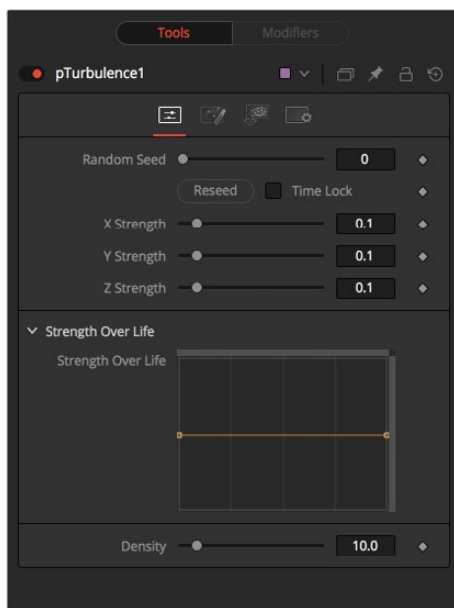 Tools Modifiers
pTurbulence1
Random Seed 0
Reseed Time Lock
X Strength 0.1
Y Strength 0.1
Z Strength 0.1
Strength Over Life
Strength Over Life
Density 10.0